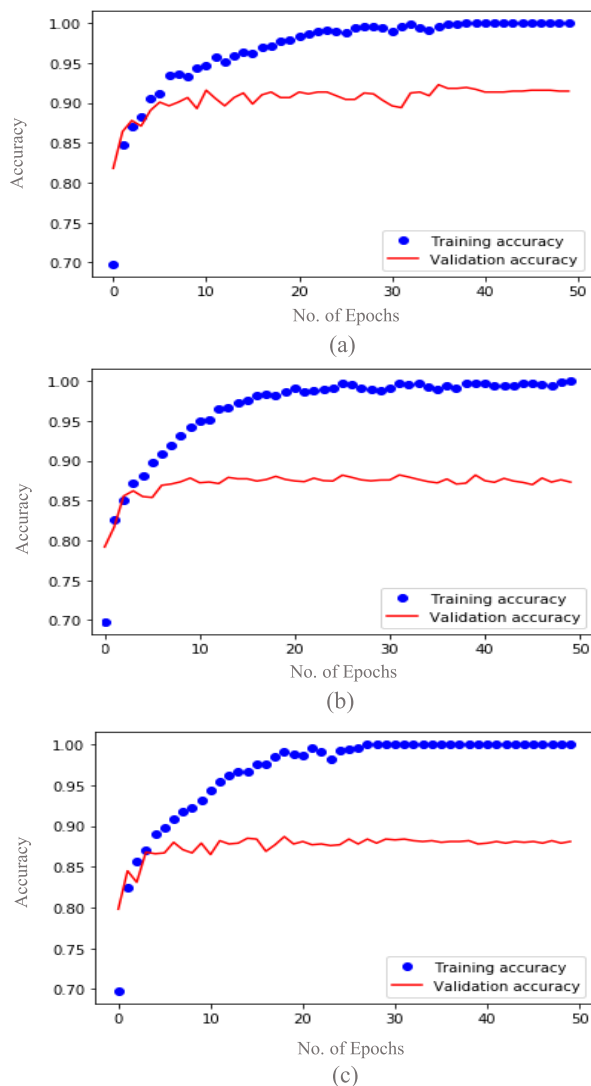 1.00
0.95
0.90
0.85
0.80
0.75
0.70
Accuracy
Training accuracy
Validation accuracy
0 10 20 30 40 50
No. of Epochs
(a)
1.00
0.95
0.90
0.85
0.80
0.75
0.70
Accuracy
Training accuracy
Validation accuracy
0 10 20 30 40 50
No. of Epochs
(b)
1.00
0.95
0.90
0.85
0.80
0.75
0.70
Accuracy
Training accuracy
Validation accuracy
0 10 20 30 40 50
No. of Epochs
(c)